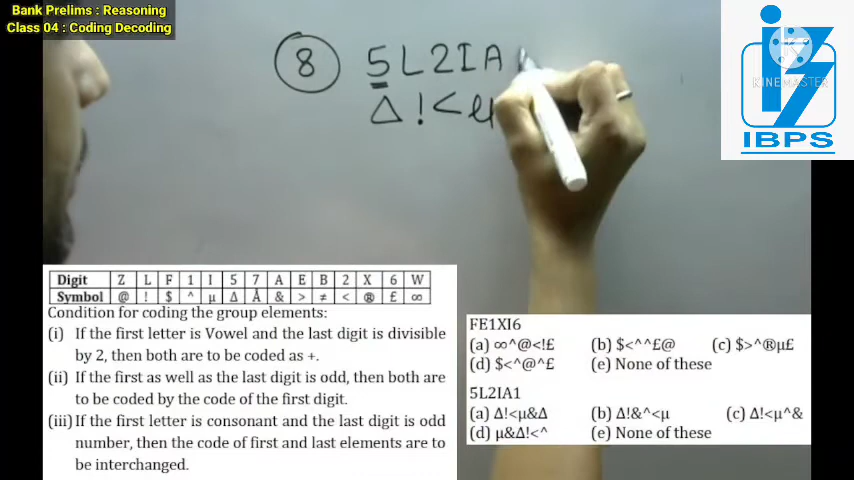 Bank Prelims : Reasoning
Class 04 : Coding Decoding
8 5L2IA
Δ!<μ
KINEMASTER
IBPS
Digit Z L F 1 I 5 7 A E B 2 X 6 W
Symbol @ ! $ ^ μ Δ Å & > ≠ < ® £ ∞
Condition for coding the group elements:
(i) If the first letter is Vowel and the last digit is divisible
by 2, then both are to be coded as +.
(ii) If the first as well as the last digit is odd, then both are
to be coded by the code of the first digit.
(iii) If the first letter is consonant and the last digit is odd
number, then the code of first and last elements are to
be interchanged.
FE1XI6
(a) ∞^@<!£ (b) $<^^£@ (c) $>^®μ£
(d) $<^@^£ (e) None of these
5L2IA1
(a) Δ!<μ&Δ (b) Δ!&^<μ (c) Δ!<μ^&
(d) μ&Δ!<^ (e) None of these